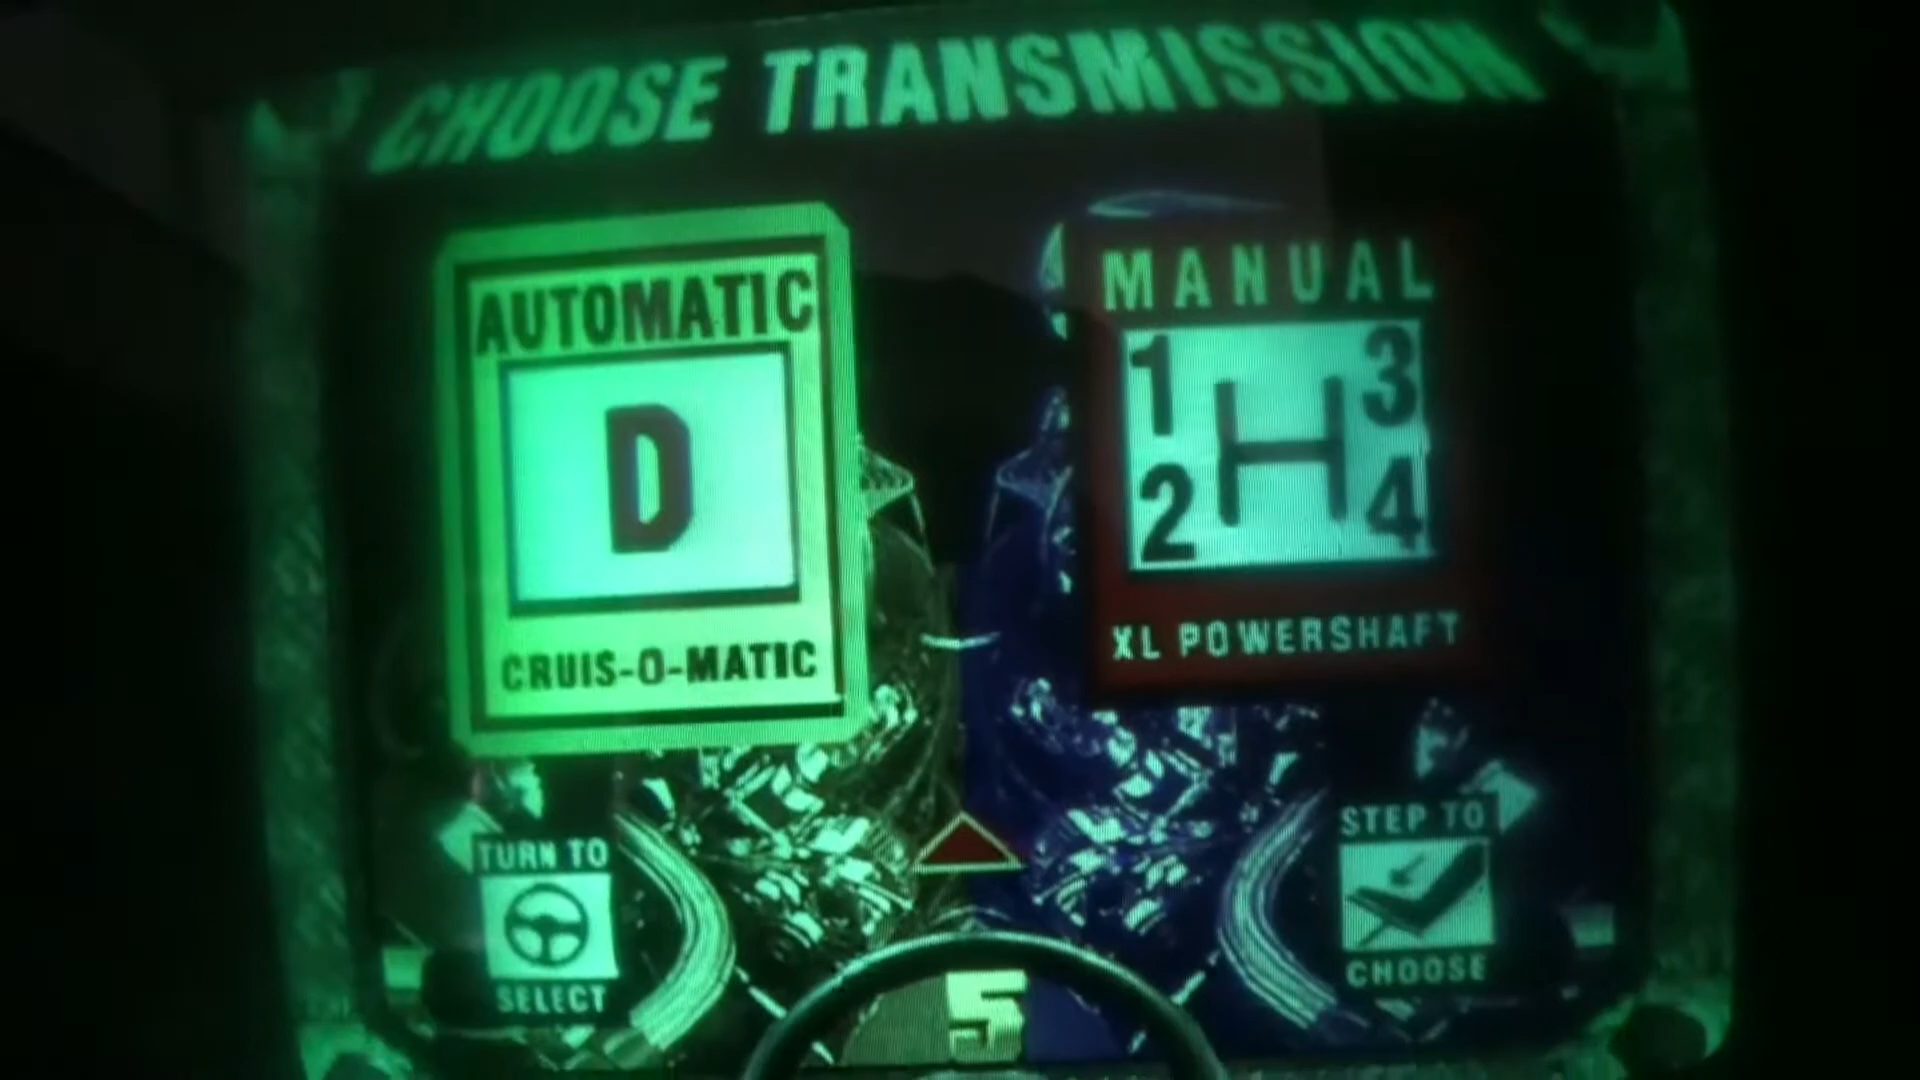 CHOOSE TRANSMISSION
AUTOMATIC
D
CRUIS-O-MATIC
MANUAL
1 3
2 4
XL POWERSHAFT
TURN TO
SELECT
STEP TO
CHOOSE
5